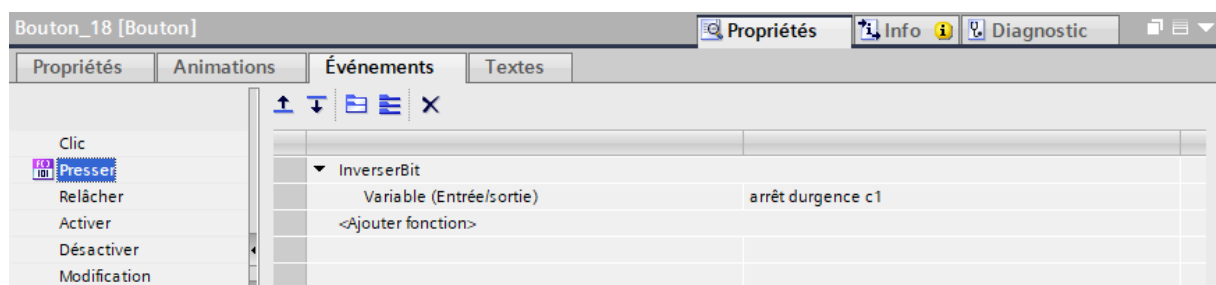 Bouton_18 [Bouton]
Propriétés Info Diagnostic
Propriétés Animations Événements Textes
Clic
Presser InverserBit
Relâcher Variable (Entrée/sortie) arrêt durgence c1
Activer <Ajouter fonction>
Désactiver
Modification